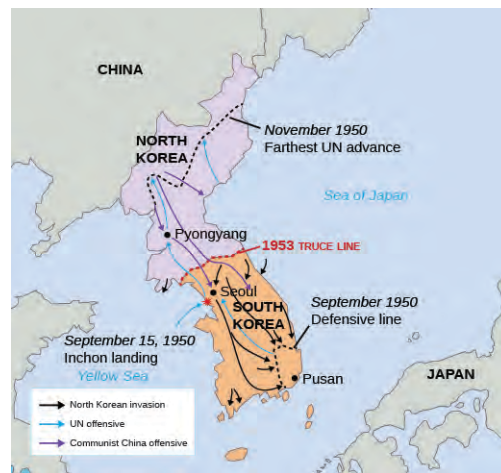 CHINA
NORTH
KOREA
November 1950
Farthest UN advance
Sea of Japan
Pyongyang
1953 TRUCE LINE
Seoul
SOUTH
KOREA
September 1950
Defensive line
September 15, 1950
Inchon landing
Yellow Sea
Pusan
JAPAN
North Korean invasion
UN offensive
Communist China offensive